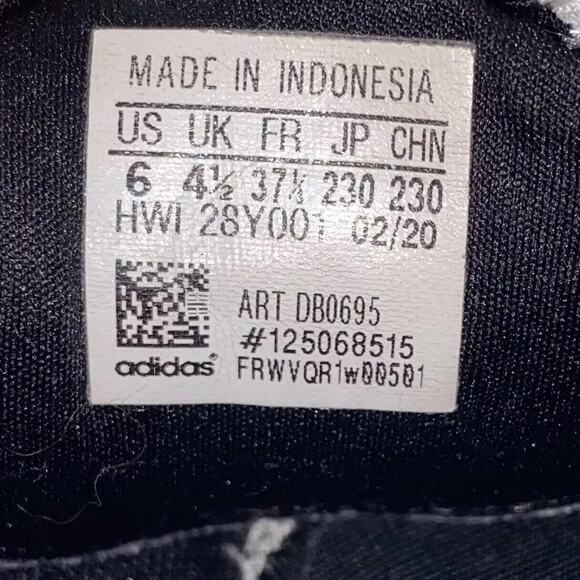 MADE IN INDONESIA
US UK FR JP CHN
6 4½ 37⅓ 230 230
HWI 28Y001 02/20
ART DB0695
#125068515
adidas FRWVQR1w00501